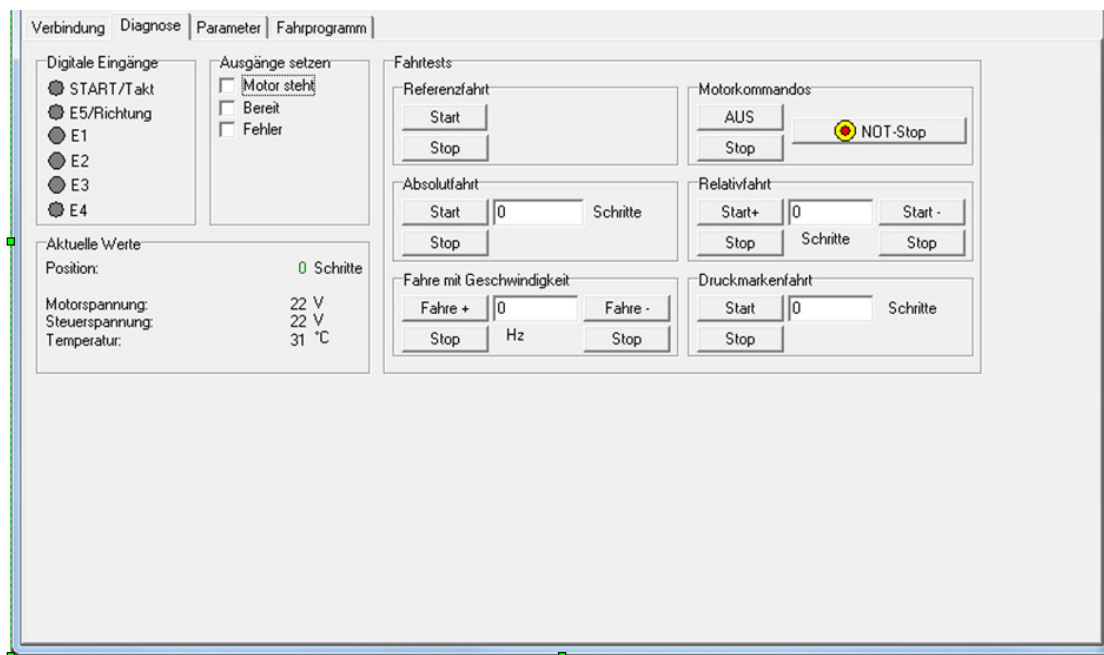 Verbindung Diagnose Parameter Fahrprogramm
Digitale Eingänge
START/Takt
E5/Richtung
E1
E2
E3
E4
Ausgänge setzen
Motor steht
Bereit
Fehler
Aktuelle Werte
Position: 0 Schritte
Motorspannung: 22 V
Steuerspannung: 22 V
Temperatur: 31 °C
Fahrtests
Referenzfahrt
Start
Stop
Motorkommandos
AUS
Stop
NOT-Stop
Absolutfahrt
Start 0 Schritte
Stop
Relativfahrt
Start+ 0 Start -
Stop Schritte Stop
Fahre mit Geschwindigkeit
Fahre + 0 Fahre -
Stop Hz Stop
Druckmarkenfahrt
Start 0 Schritte
Stop